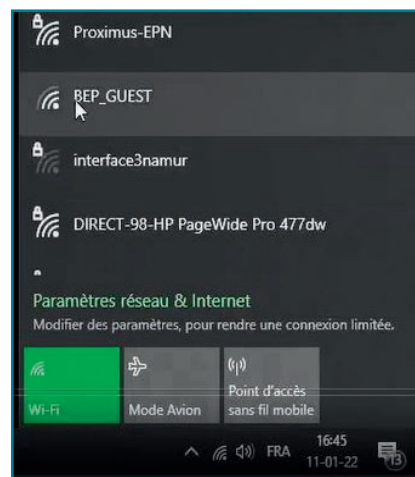 Proximus-EPN
BEP_GUEST
interface3namur
DIRECT-98-HP PageWide Pro 477dw
Paramètres réseau & Internet
Modifier des paramètres, pour rendre une connexion limitée.
Wi-Fi
Mode Avion
Point d'accès
sans fil mobile
FRA
16:45
11-01-22
13